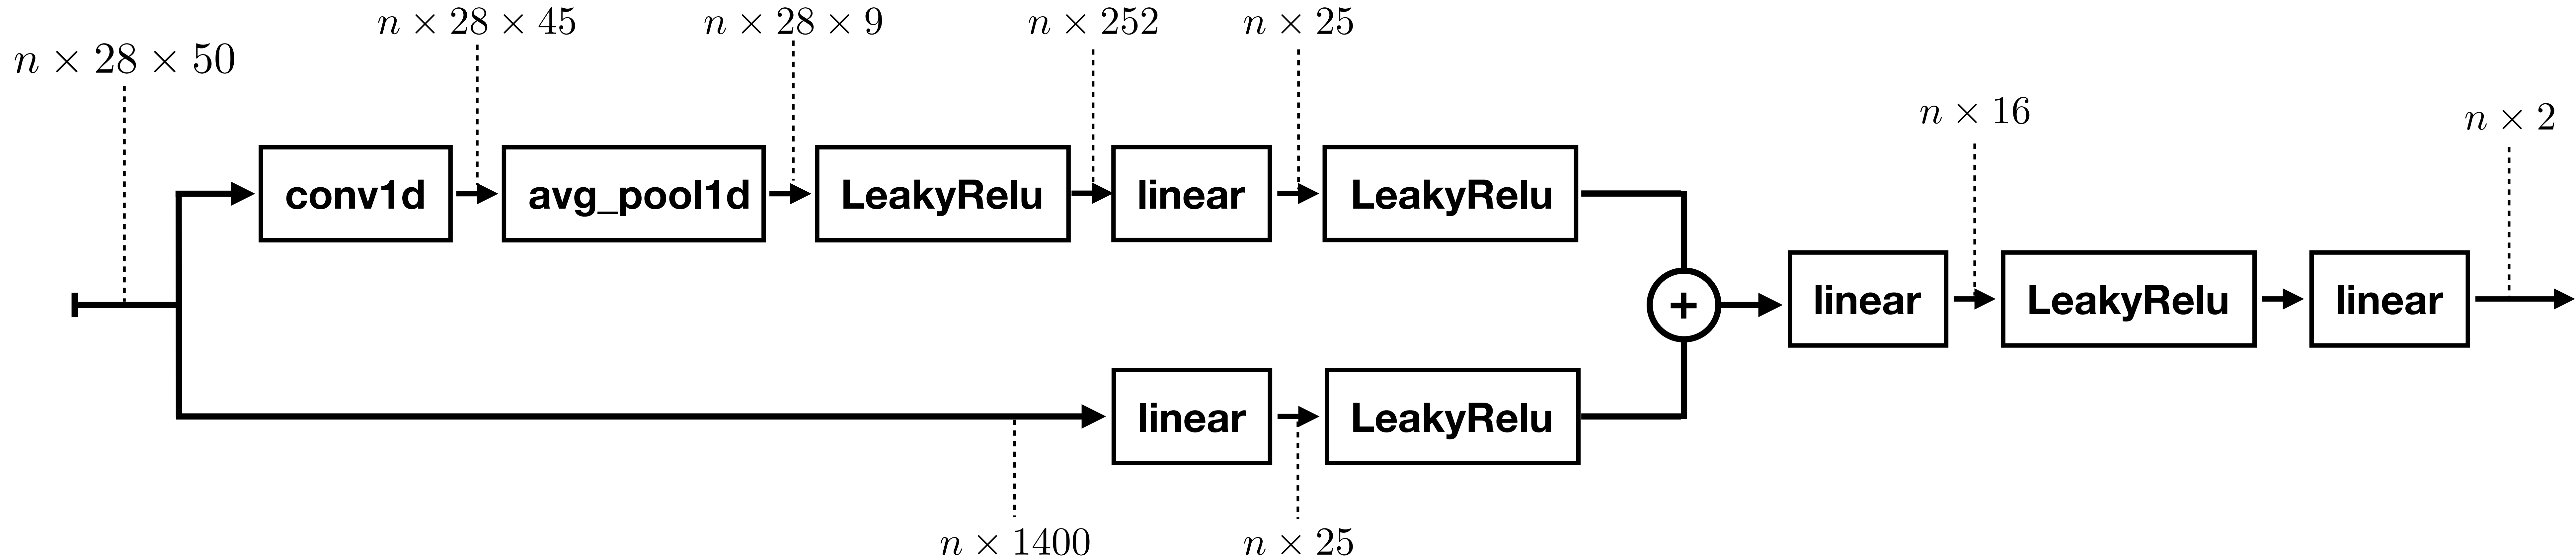 n × 28 × 50
n × 28 × 45
n × 28 × 9
n × 252
n × 25
n × 16
n × 2
conv1d
avg_pool1d
LeakyRelu
linear
LeakyRelu
+
linear
LeakyRelu
linear
linear
LeakyRelu
n × 1400
n × 25